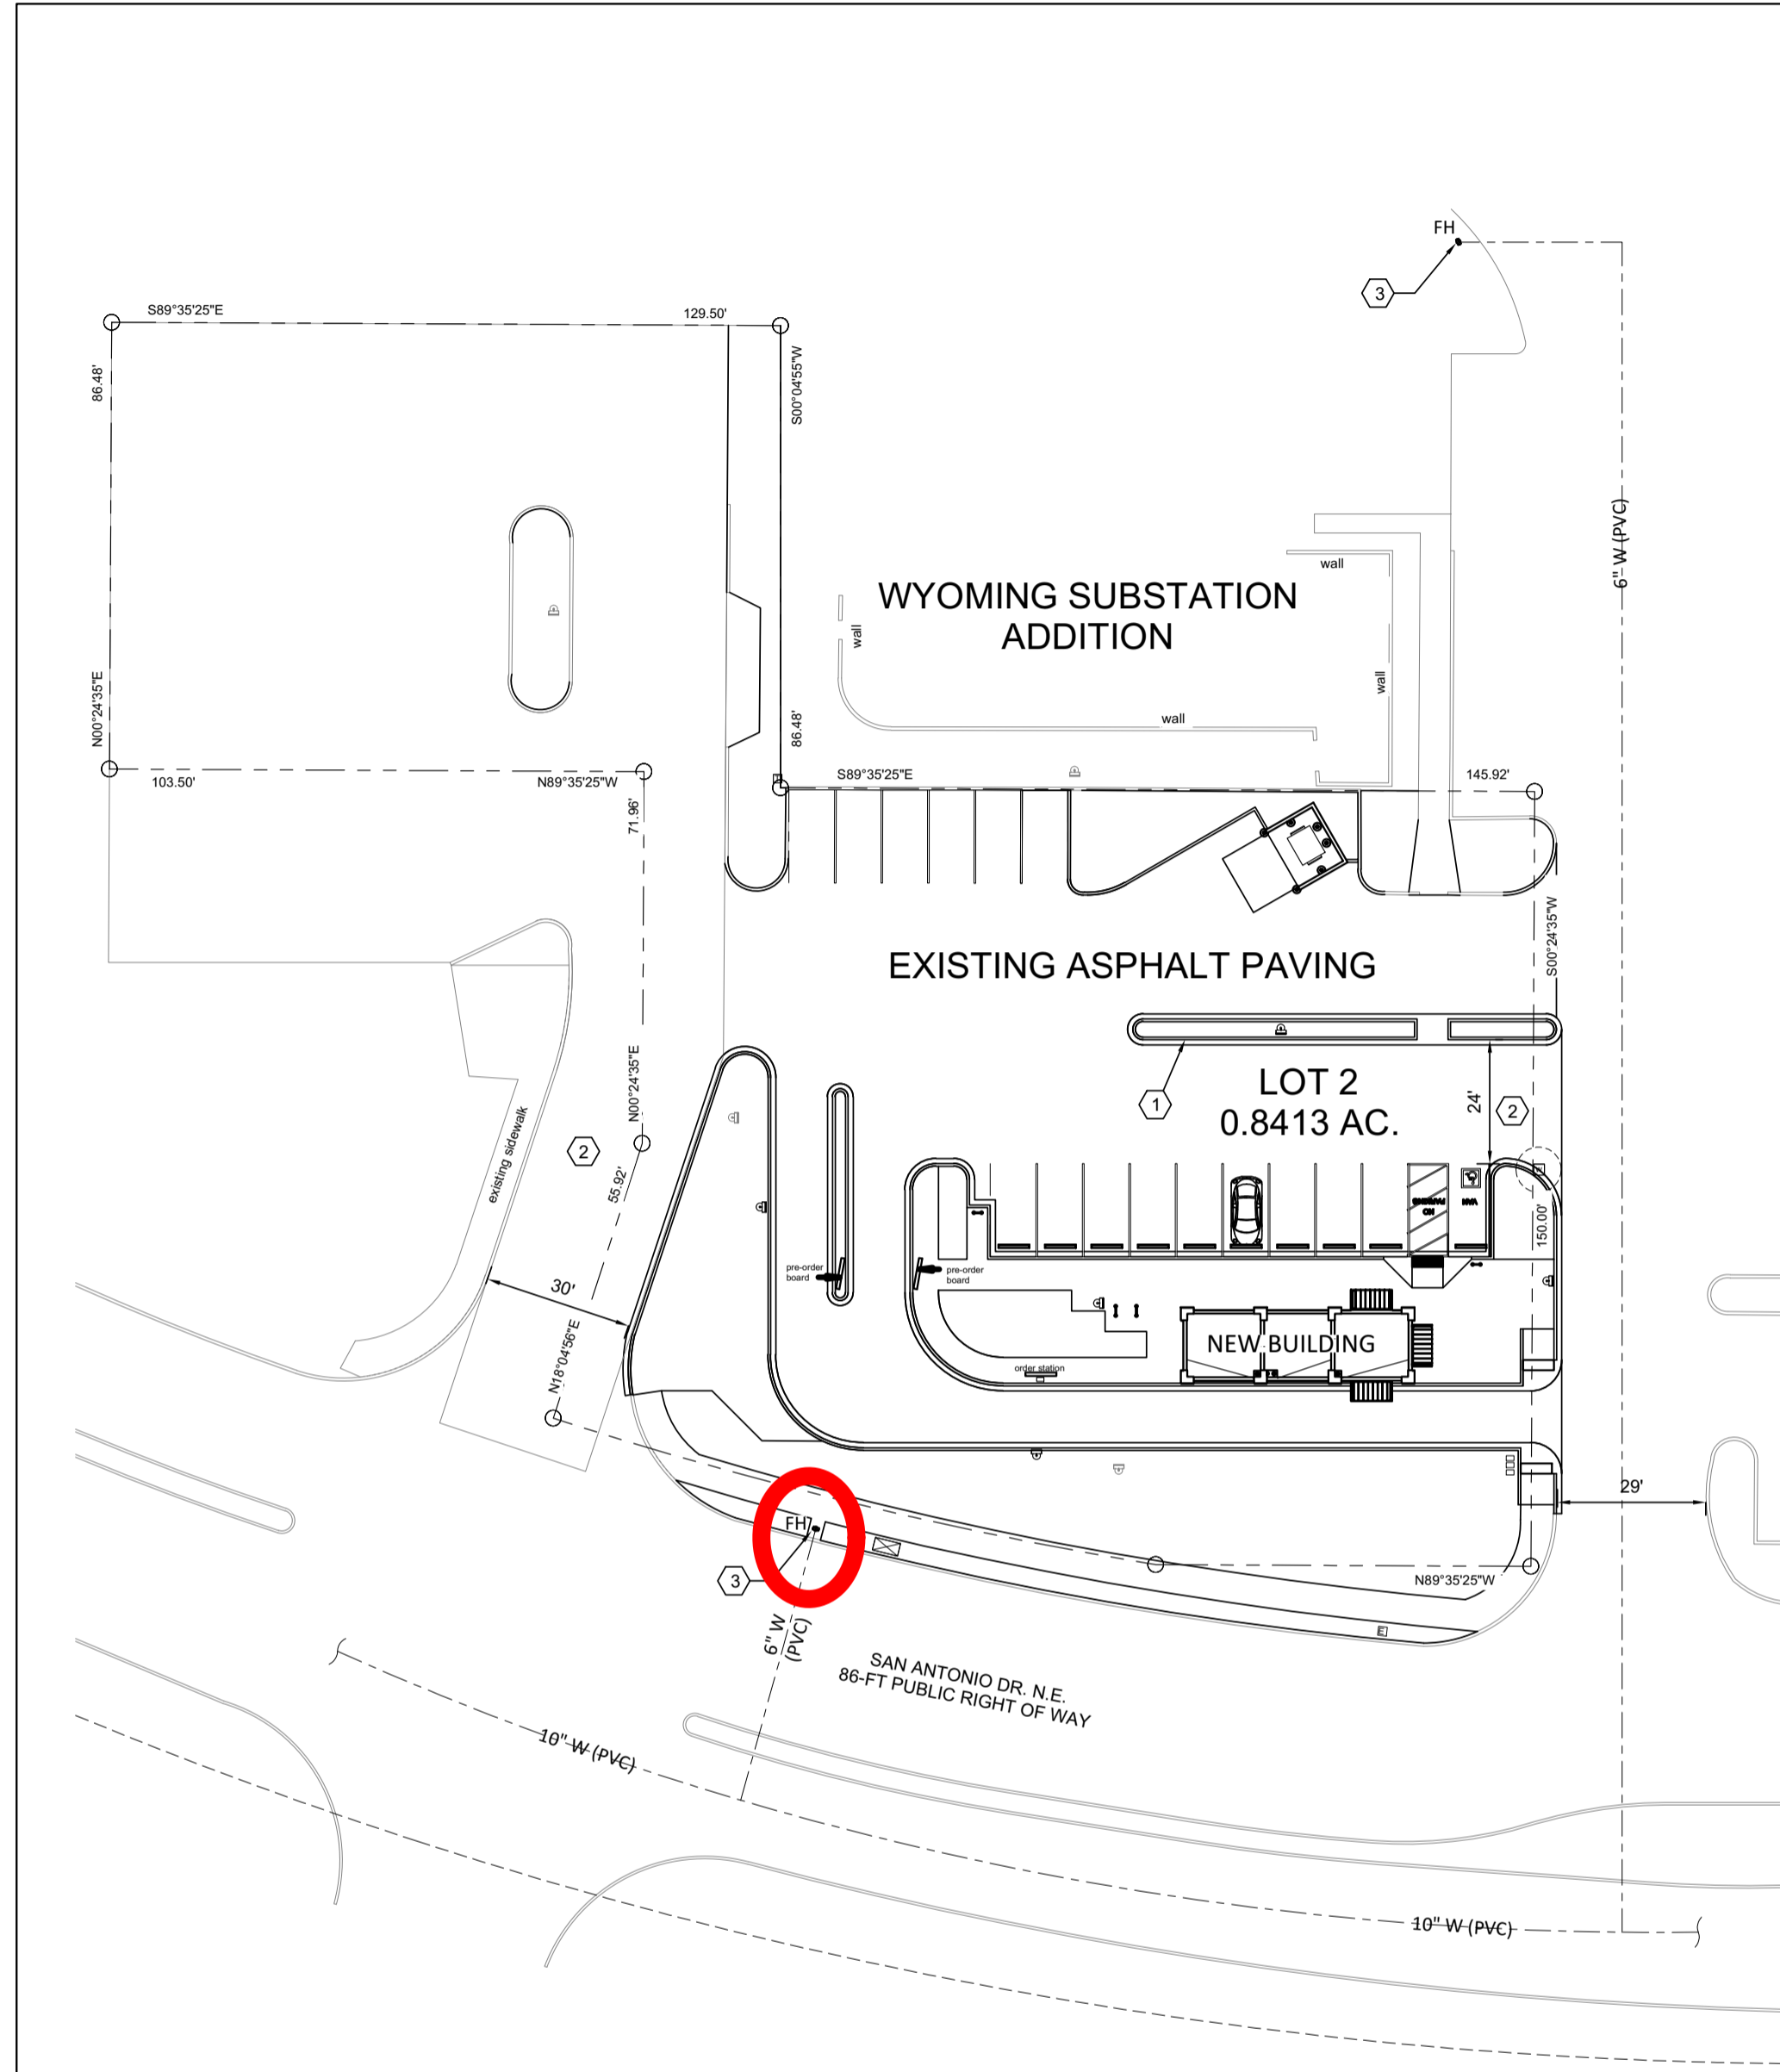 FH
3
S89°35'25"E
129.50'
86.48'
S00°04'55"W
6" W (PVC)
wall
WYOMING SUBSTATION
ADDITION
wall
wall
wall
N00°24'35"E
86.48'
103.50'
N89°35'25"W
S89°35'25"E
145.92'
71.96'
S00°24'35"W
EXISTING ASPHALT PAVING
LOT 2
0.8413 AC.
1
24'
2
N00°24'35"E
existing sidewalk
2
55.92'
NO
PARKING
VAN
150.00'
pre-order
board
pre-order
board
30'
N18°04'56"E
NEW BUILDING
order station
29'
FH
3
N89°35'25"W
E
6" W
(PVC)
SAN ANTONIO DR. N.E.
86-FT PUBLIC RIGHT OF WAY
10" W (PVC)
10" W (PVC)